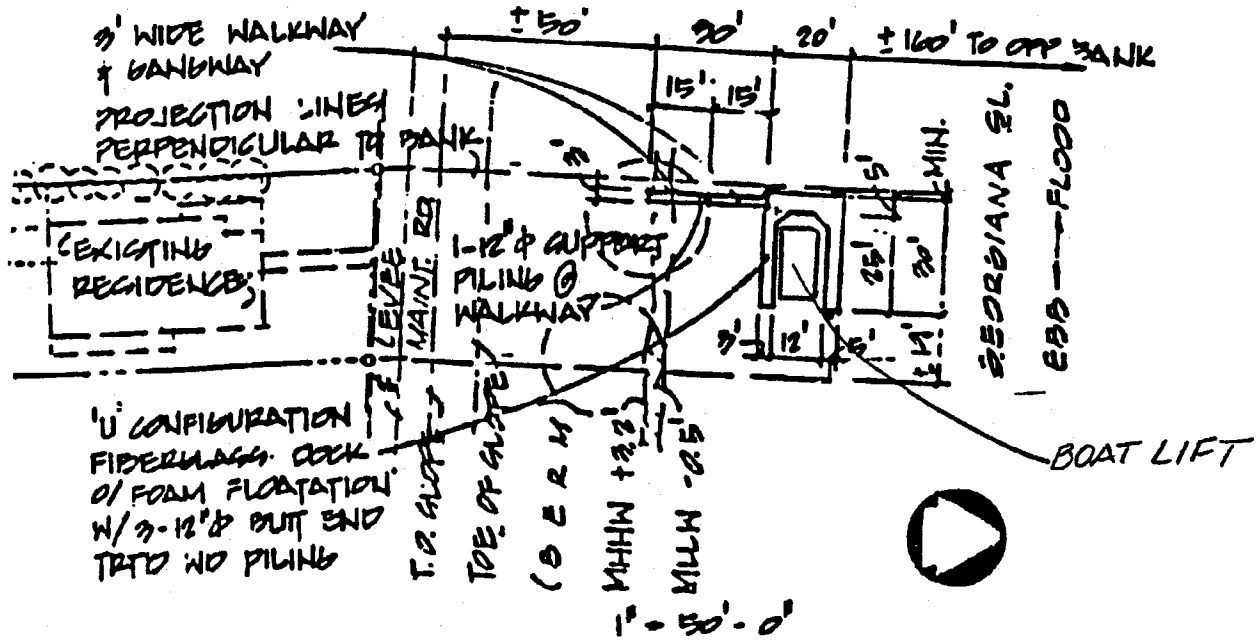 3' WIDE WALKWAY
& GANGWAY
PROJECTION LINES
PERPENDICULAR TO BANK
± 50'
30'
20'
± 160' TO OPP BANK
15'
15'
3'
5'
MIN.
GEORGIANA SL.
EBB — FLOOD
EXISTING
RESIDENCE
1-12"Φ SUPPORT
PILING @
WALKWAY
25'
30'
3'
12'
5'
LEVEE
MAINT. RD
'U' CONFIGURATION
FIBERGLASS DOCK
O/ FOAM FLOATATION
W/ 3-12"Φ BUTT END
TRTD WD PILING
T.O. SLOPE
TOE OF SLOPE
(BERM
MHHW +3.2'
MLLW -0.5'
BOAT LIFT
1" - 50' - 0"